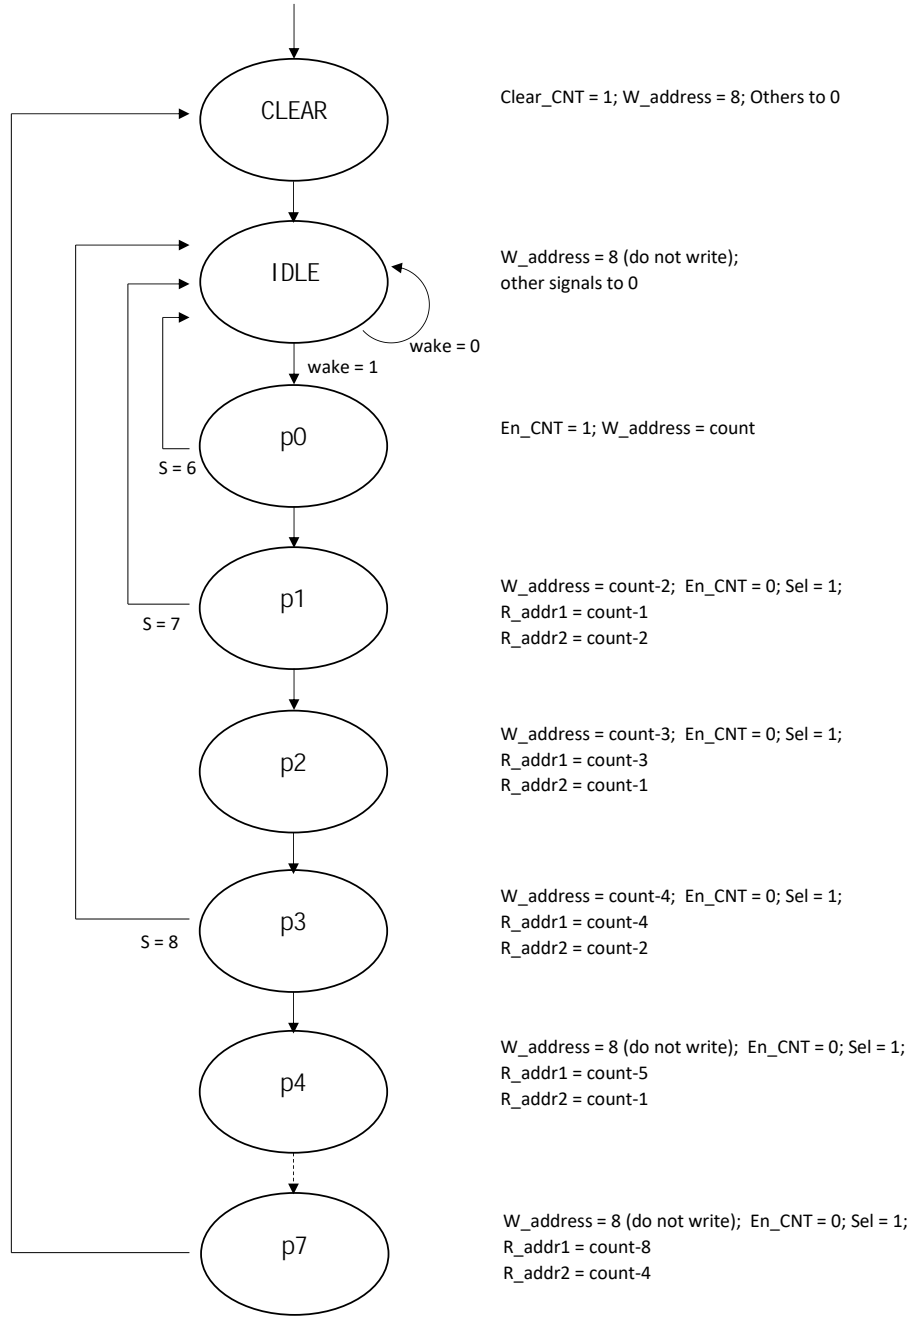 CLEAR
Clear_CNT = 1; W_address = 8; Others to 0
IDLE
W_address = 8 (do not write);
other signals to 0
wake = 0
wake = 1
p0
En_CNT = 1; W_address = count
S = 6
p1
W_address = count-2;  En_CNT = 0; Sel = 1;
R_addr1 = count-1
R_addr2 = count-2
S = 7
p2
W_address = count-3;  En_CNT = 0; Sel = 1;
R_addr1 = count-3
R_addr2 = count-1
p3
W_address = count-4;  En_CNT = 0; Sel = 1;
R_addr1 = count-4
R_addr2 = count-2
S = 8
p4
W_address = 8 (do not write);  En_CNT = 0; Sel = 1;
R_addr1 = count-5
R_addr2 = count-1
p7
W_address = 8 (do not write);  En_CNT = 0; Sel = 1;
R_addr1 = count-8
R_addr2 = count-4